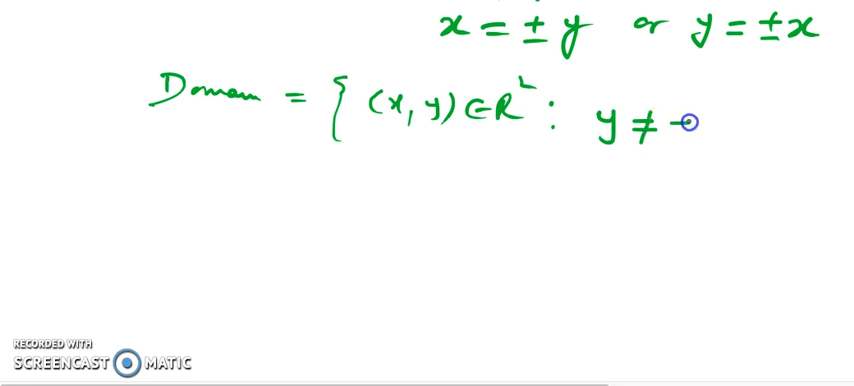 x = ± y or y = ±x
Domain = { (x, y) ∈ R² : y ≠ -
RECORDED WITH
SCREENCAST MATIC